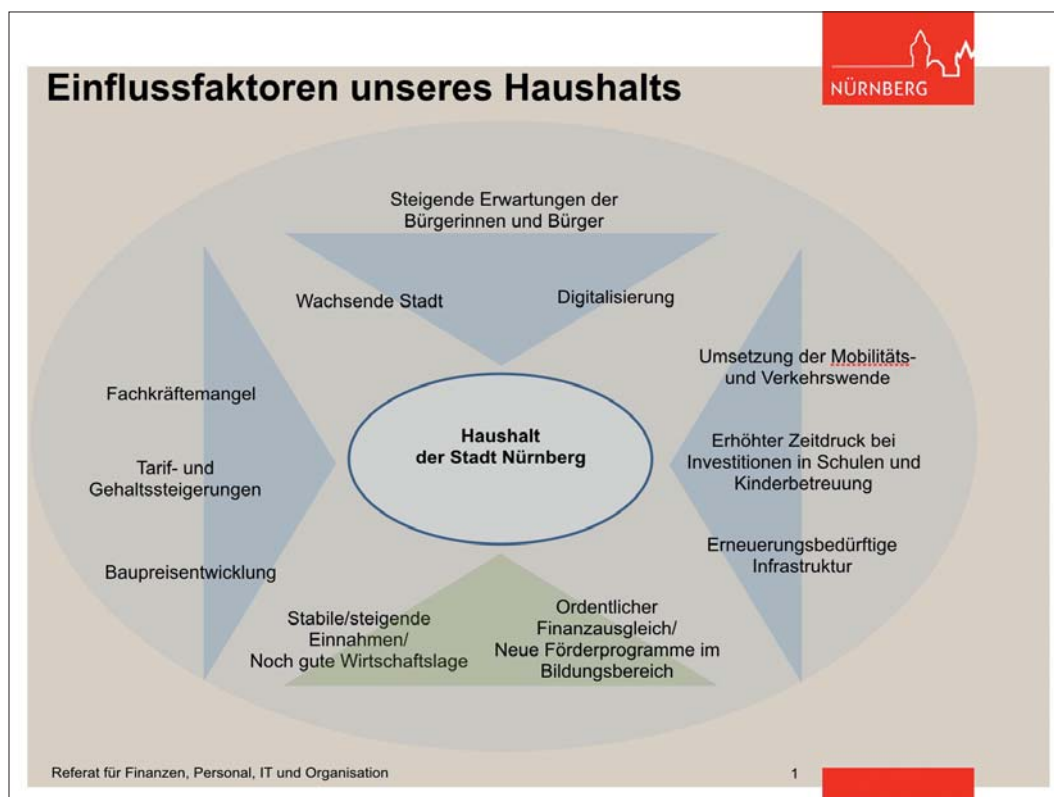 Einflussfaktoren unseres Haushalts
NÜRNBERG
Steigende Erwartungen der
Bürgerinnen und Bürger
Wachsende Stadt
Digitalisierung
Fachkräftemangel
Tarif- und
Gehaltssteigerungen
Baupreisentwicklung
Haushalt
der Stadt Nürnberg
Umsetzung der Mobilitäts-
und Verkehrswende
Erhöhter Zeitdruck bei
Investitionen in Schulen und
Kinderbetreuung
Erneuerungsbedürftige
Infrastruktur
Stabile/steigende
Einnahmen/
Noch gute Wirtschaftslage
Ordentlicher
Finanzausgleich/
Neue Förderprogramme im
Bildungsbereich
Referat für Finanzen, Personal, IT und Organisation
1